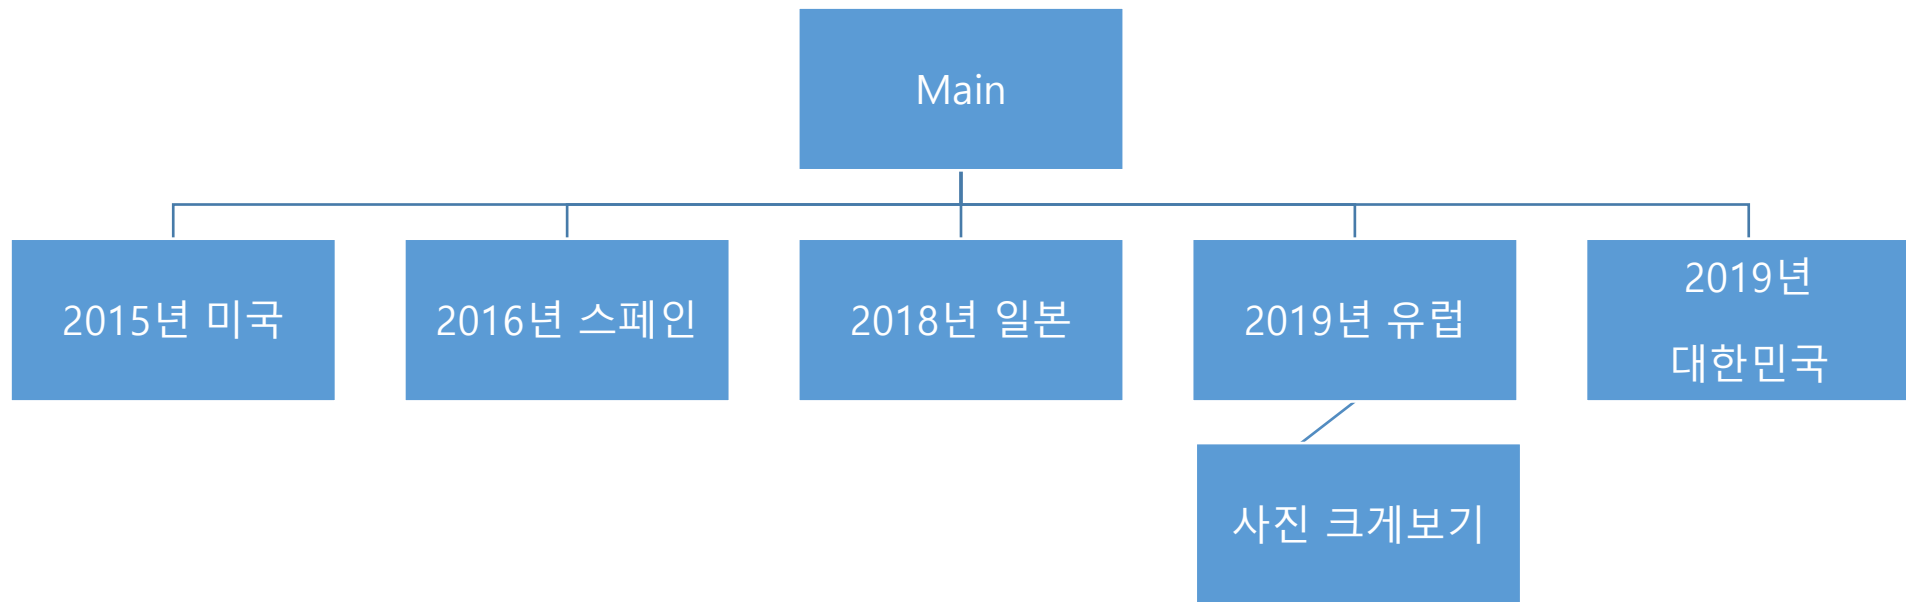 Main
2015년 미국
2016년 스페인
2018년 일본
2019년 유럽
2019년
대한민국
사진 크게보기